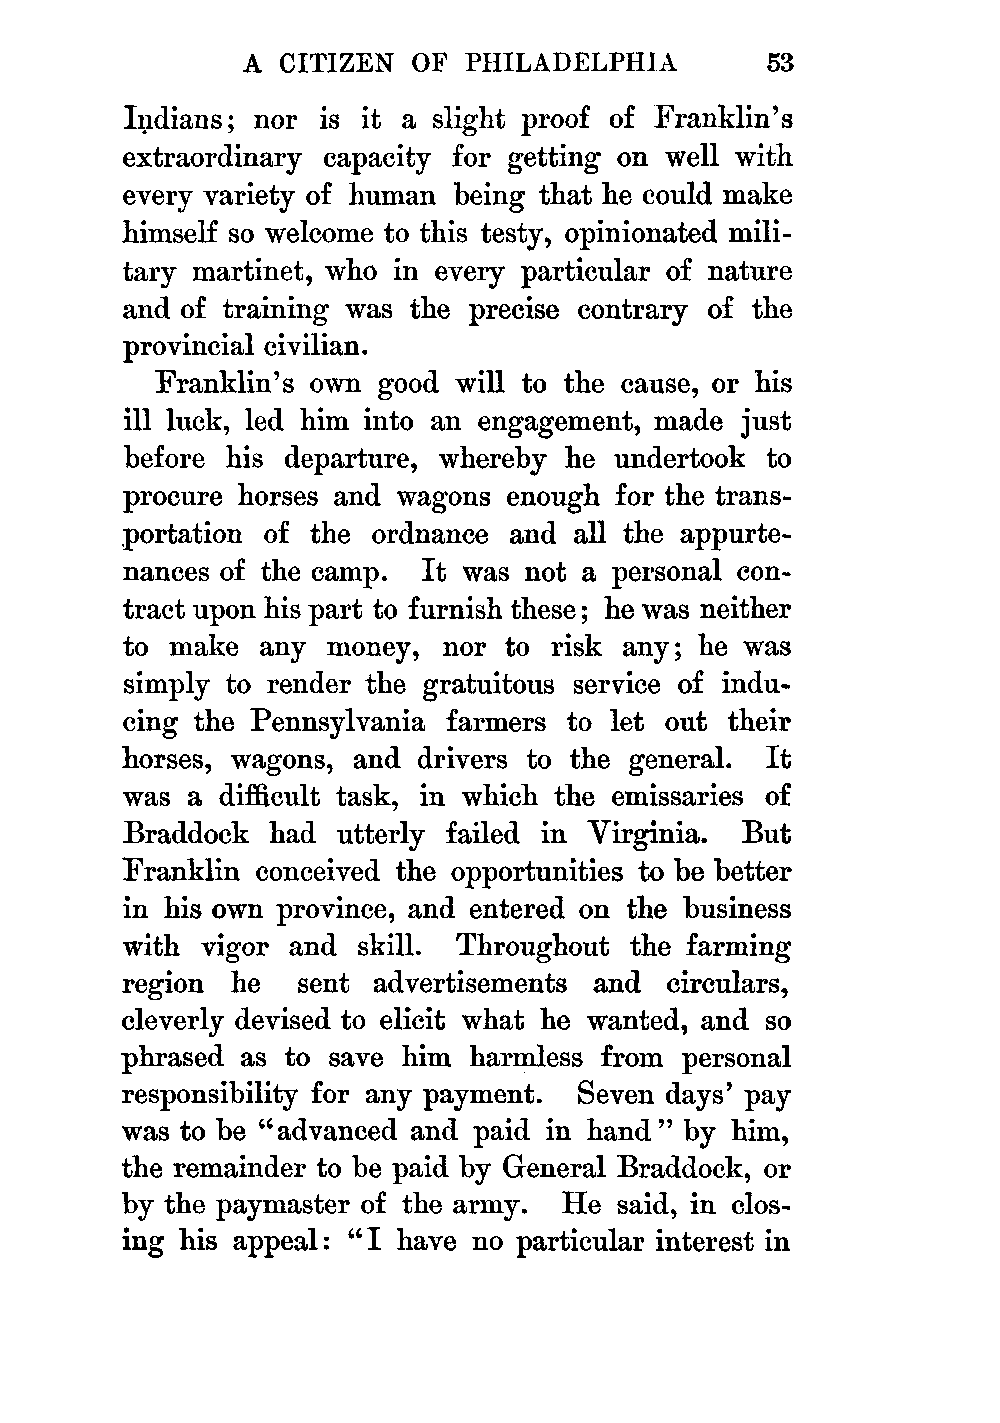 A CITIZEN OF PHILADELPHIA 53
Indians; nor is it a slight proof of Franklin's
extraordinary capacity for getting on well with
every variety of human being that he could make
himself so welcome to this testy, opinionated mili-
tary martinet, who in every particular of nature
and of training was the precise contrary of the
provincial civilian.
Franklin's own good will to the cause, or his
ill luck, led him into an engagement, made just
before his departure, whereby he undertook to
procure horses and wagons enough for the trans-
portation of the ordnance and all the appurte-
nances of the camp. It was not a personal con-
tract upon his part to furnish these; he was neither
to make any money, nor to risk any; he was
simply to render the gratuitous service of indu-
cing the Pennsylvania farmers to let out their
horses, wagons, and drivers to the general. It
was a difficult task, in which the emissaries of
Braddock had utterly failed in Virginia. But
Franklin conceived the opportunities to be better
in his own province, and entered on the business
with vigor and skill. Throughout the farming
region he sent advertisements and circulars,
cleverly devised to elicit what he wanted, and so
phrased as to save him harmless from personal
responsibility for any payment. Seven days' pay
was to be "advanced and paid in hand" by him,
the remainder to be paid by General Braddock, or
by the paymaster of the army. He said, in clos-
ing his appeal: "I have no particular interest in